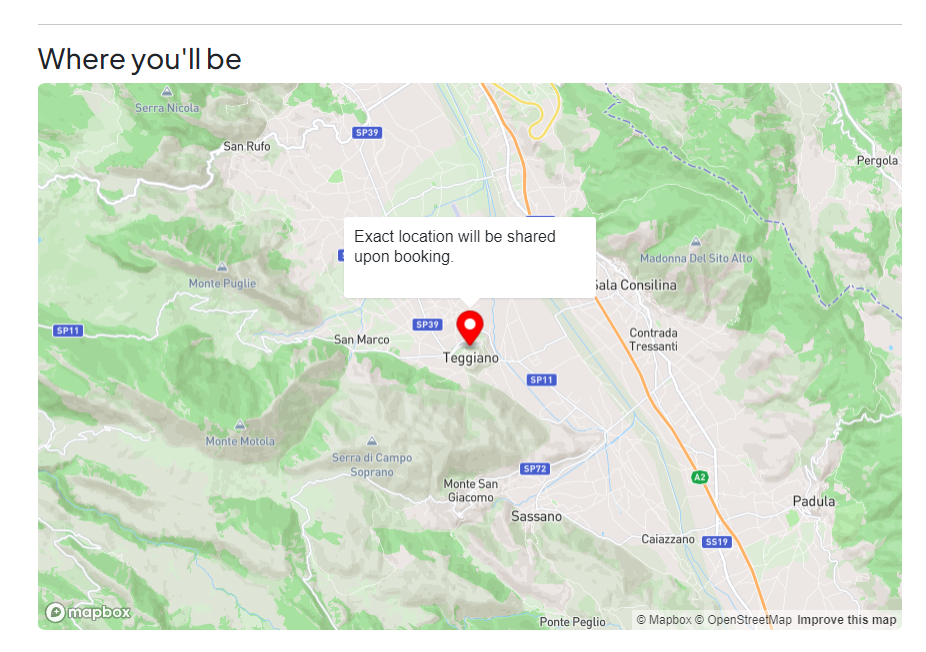 Where you'll be
Serra Nicola
SP39
San Rufo
Pergola
Exact location will be shared
upon booking.
Madonna Del Sito Alto
Monte Puglie
Sala Consilina
SP11
SP39
San Marco
Contrada
Tressanti
Teggiano
SP11
Monte Motola
Serra di Campo
Soprano
SP72
A2
Monte San
Giacomo
Padula
Sassano
Caiazzano
SS19
mapbox
Ponte Peglio
© Mapbox © OpenStreetMap Improve this map